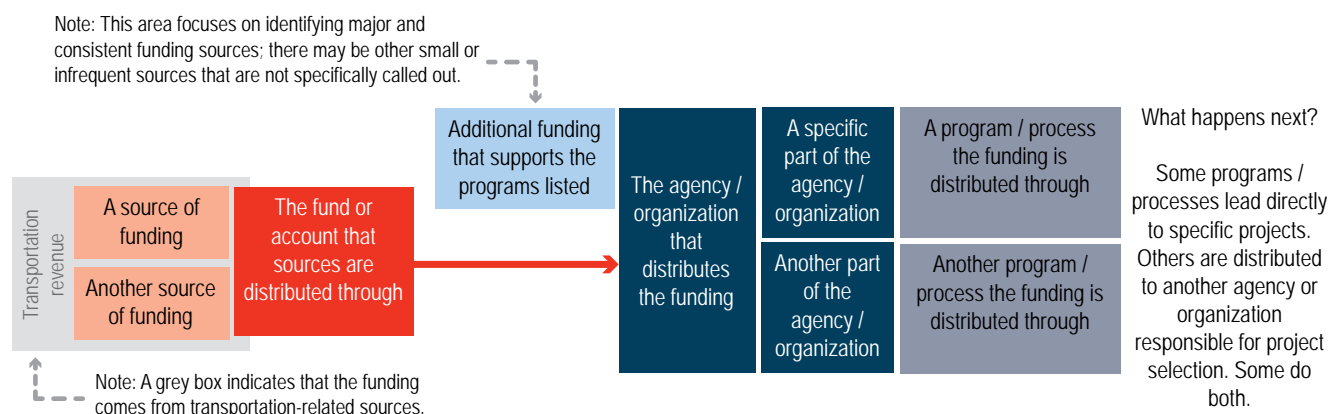 Note: This area focuses on identifying major and
consistent funding sources; there may be other small or
infrequent sources that are not specifically called out.
Additional funding
that supports the
programs listed
The agency /
organization
that
distributes
the funding
A specific
part of the
agency /
organization
Another part
of the
agency /
organization
A program / process
the funding is
distributed through
Another program /
process the funding is
distributed through
What happens next?
Some programs /
processes lead directly
to specific projects.
Others are distributed
to another agency or
organization
responsible for project
selection. Some do
both.
Transportation
revenue
A source of
funding
Another source
of funding
The fund or
account that
sources are
distributed through
Note: A grey box indicates that the funding
comes from transportation-related sources.